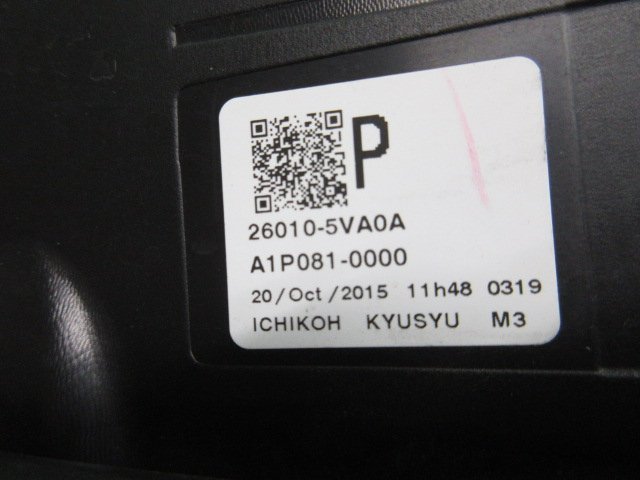 P
26010-5VA0A
A1P081-0000
20/Oct/2015 11h48 0319
ICHIKOH KYUSYU M3